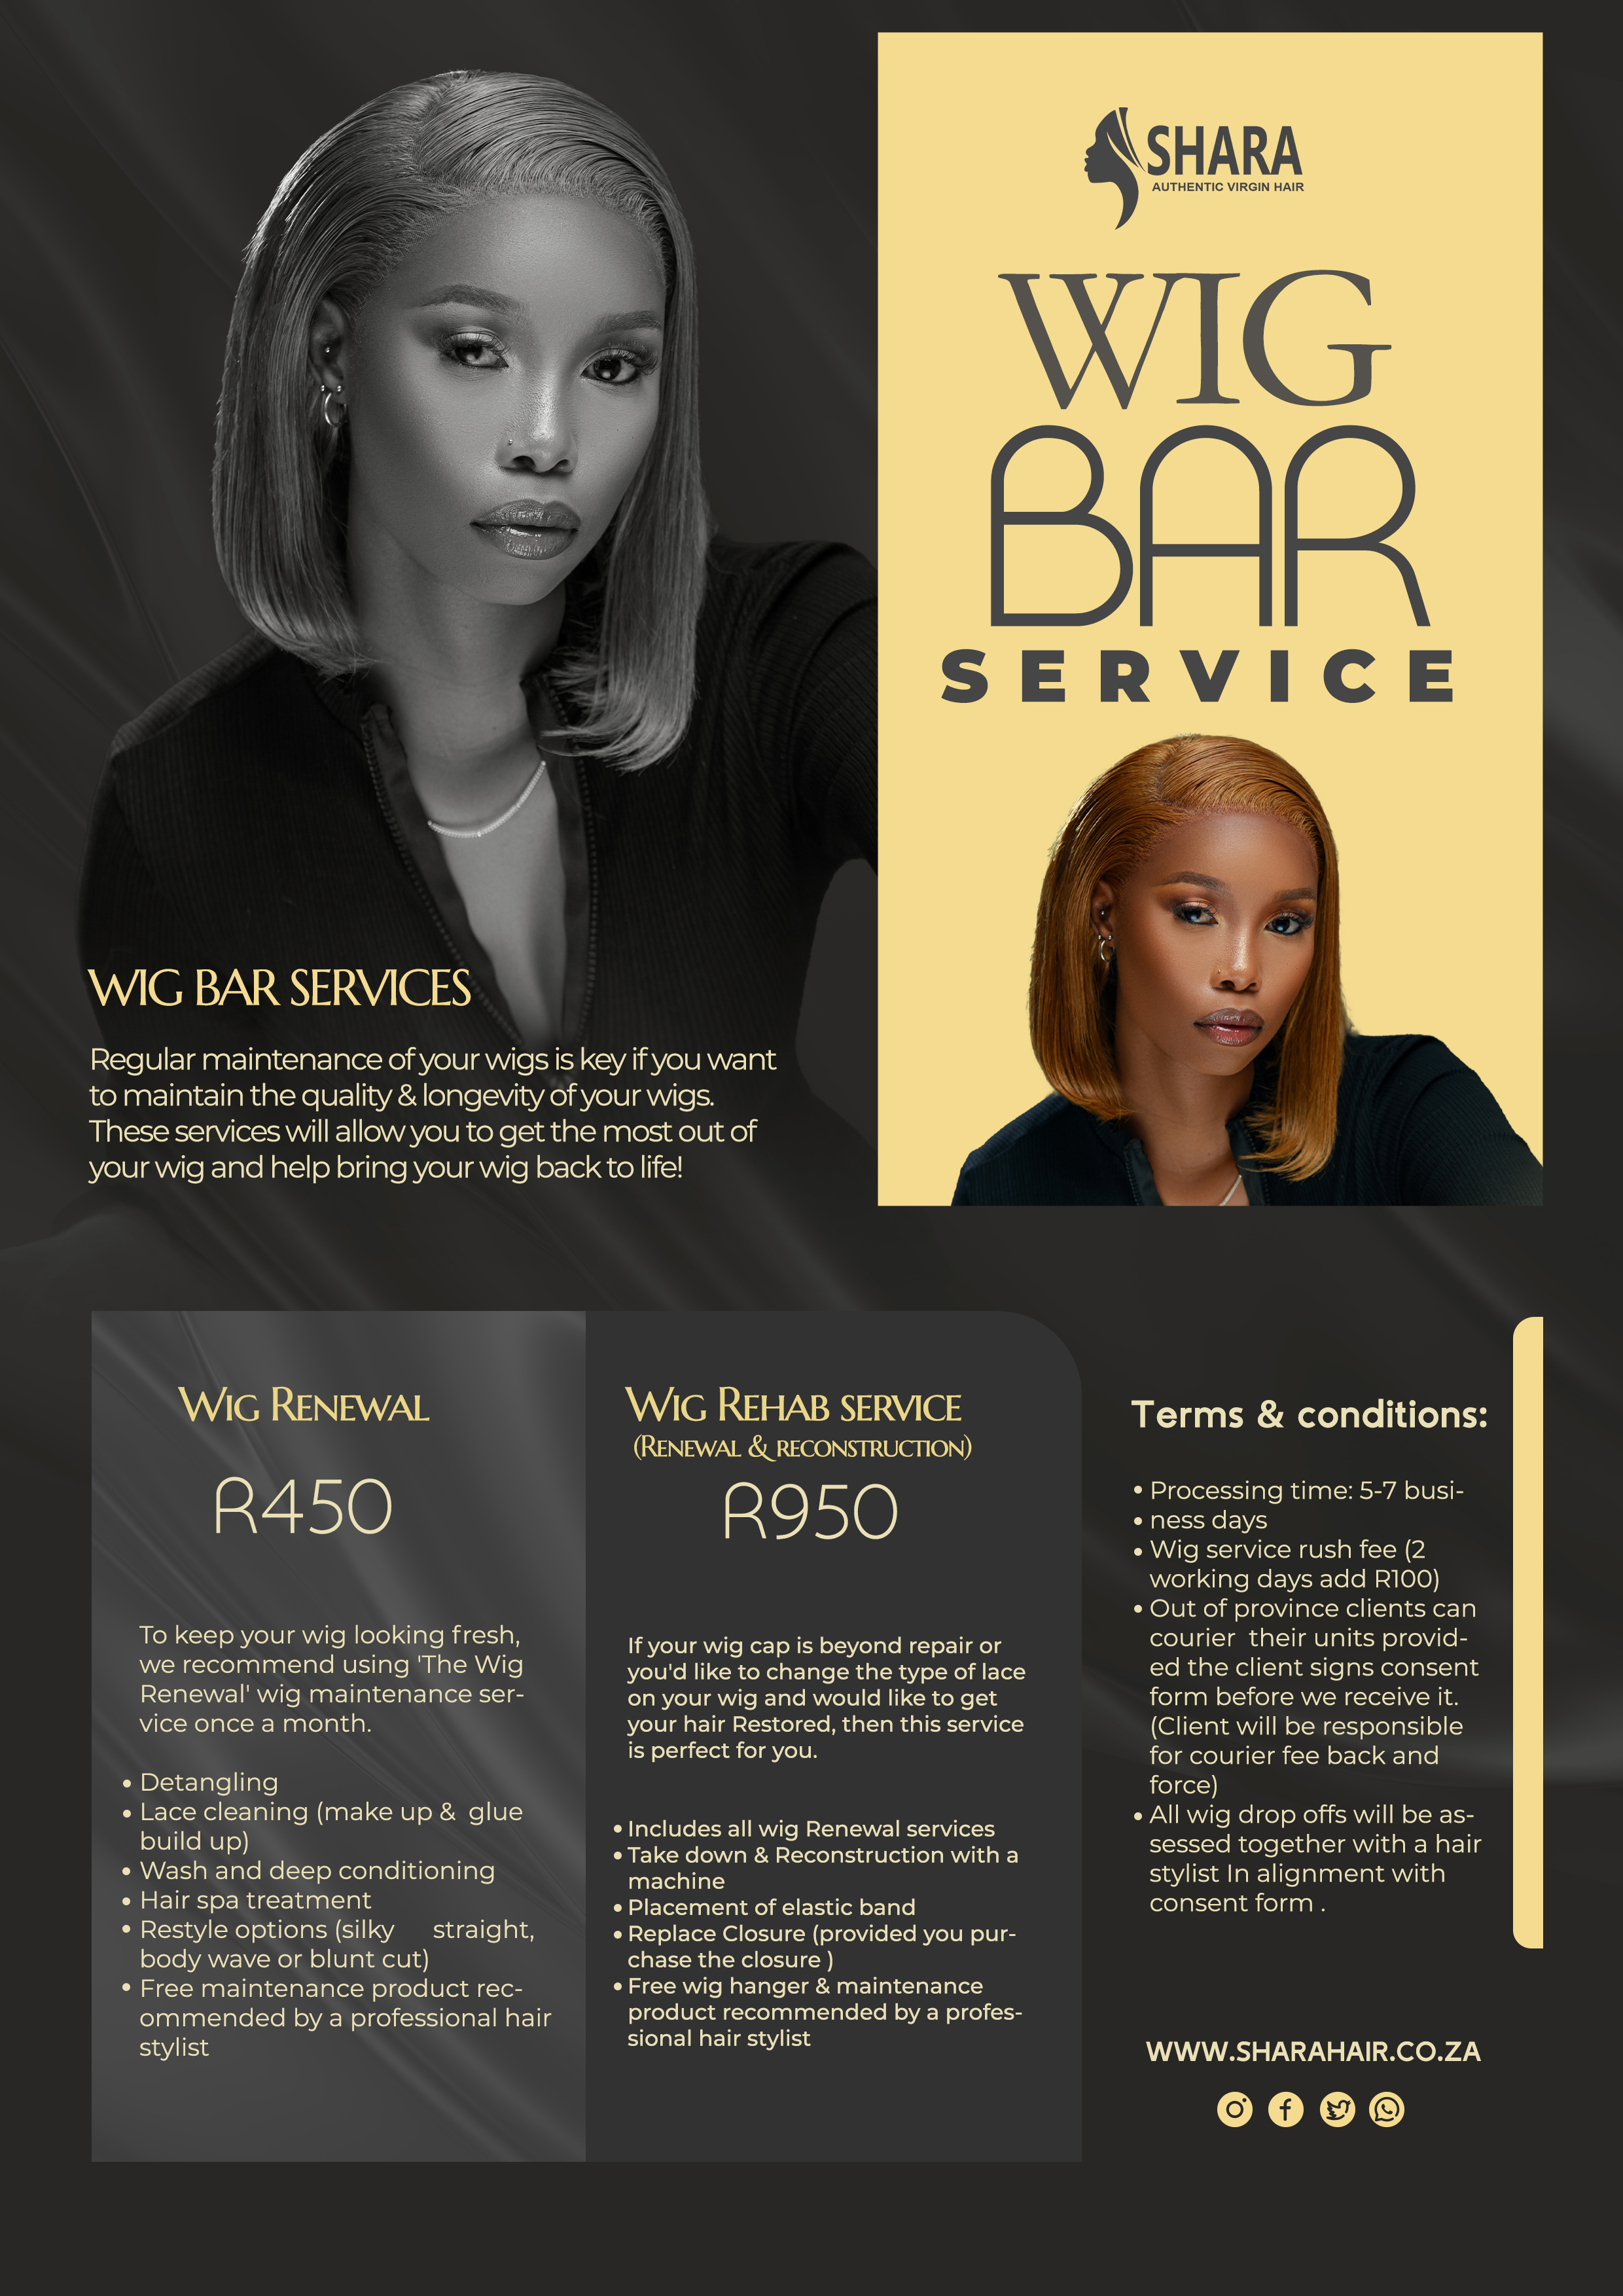 SHARA
AUTHENTIC VIRGIN HAIR
WIG
BAR
SERVICE
WIG BAR SERVICES
Regular maintenance of your wigs is key if you want
to maintain the quality & longevity of your wigs.
These services will allow you to get the most out of
your wig and help bring your wig back to life!
WIG RENEWAL
R450
To keep your wig looking fresh,
we recommend using 'The Wig
Renewal' wig maintenance ser-
vice once a month.
• Detangling
• Lace cleaning (make up & glue
build up)
• Wash and deep conditioning
• Hair spa treatment
• Restyle options (silky straight,
body wave or blunt cut)
• Free maintenance product rec-
ommended by a professional hair
stylist
WIG REHAB SERVICE
(RENEWAL & RECONSTRUCTION)
R950
If your wig cap is beyond repair or
you'd like to change the type of lace
on your wig and would like to get
your hair Restored, then this service
is perfect for you.
• Includes all wig Renewal services
• Take down & Reconstruction with a
machine
• Placement of elastic band
• Replace Closure (provided you pur-
chase the closure )
• Free wig hanger & maintenance
product recommended by a profes-
sional hair stylist
Terms & conditions:
• Processing time: 5-7 busi-
• ness days
• Wig service rush fee (2
working days add R100)
• Out of province clients can
courier their units provid-
ed the client signs consent
form before we receive it.
(Client will be responsible
for courier fee back and
force)
• All wig drop offs will be as-
sessed together with a hair
stylist In alignment with
consent form .
WWW.SHARAHAIR.CO.ZA